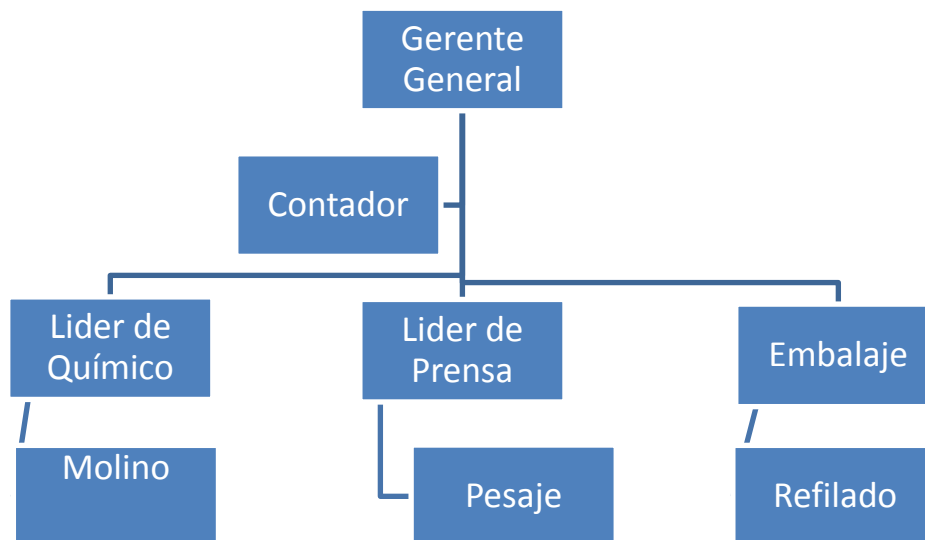 Gerente
General
Contador
Lider de
Químico
Lider de
Prensa
Embalaje
Molino
Pesaje
Refilado